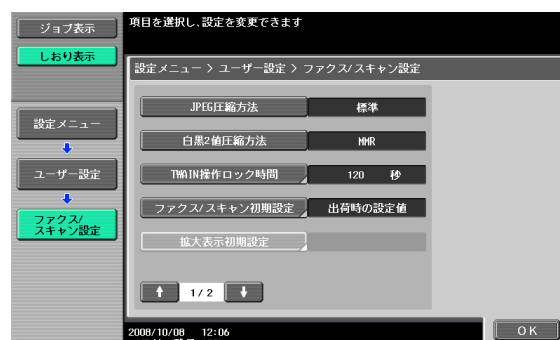 ジョブ表示
しおり表示
設定メニュー
ユーザー設定
ファクス/
スキャン設定
項目を選択し､設定を変更できます
設定メニュー > ユーザー設定 > ファクス/スキャン設定
JPEG圧縮方法 標準
白黒2値圧縮方法 MMR
TWAIN操作ロック時間 120 秒
ファクス/スキャン初期設定 出荷時の設定値
拡大表示初期設定
↑ 1/2 ↓
2008/10/08 12:06
OK